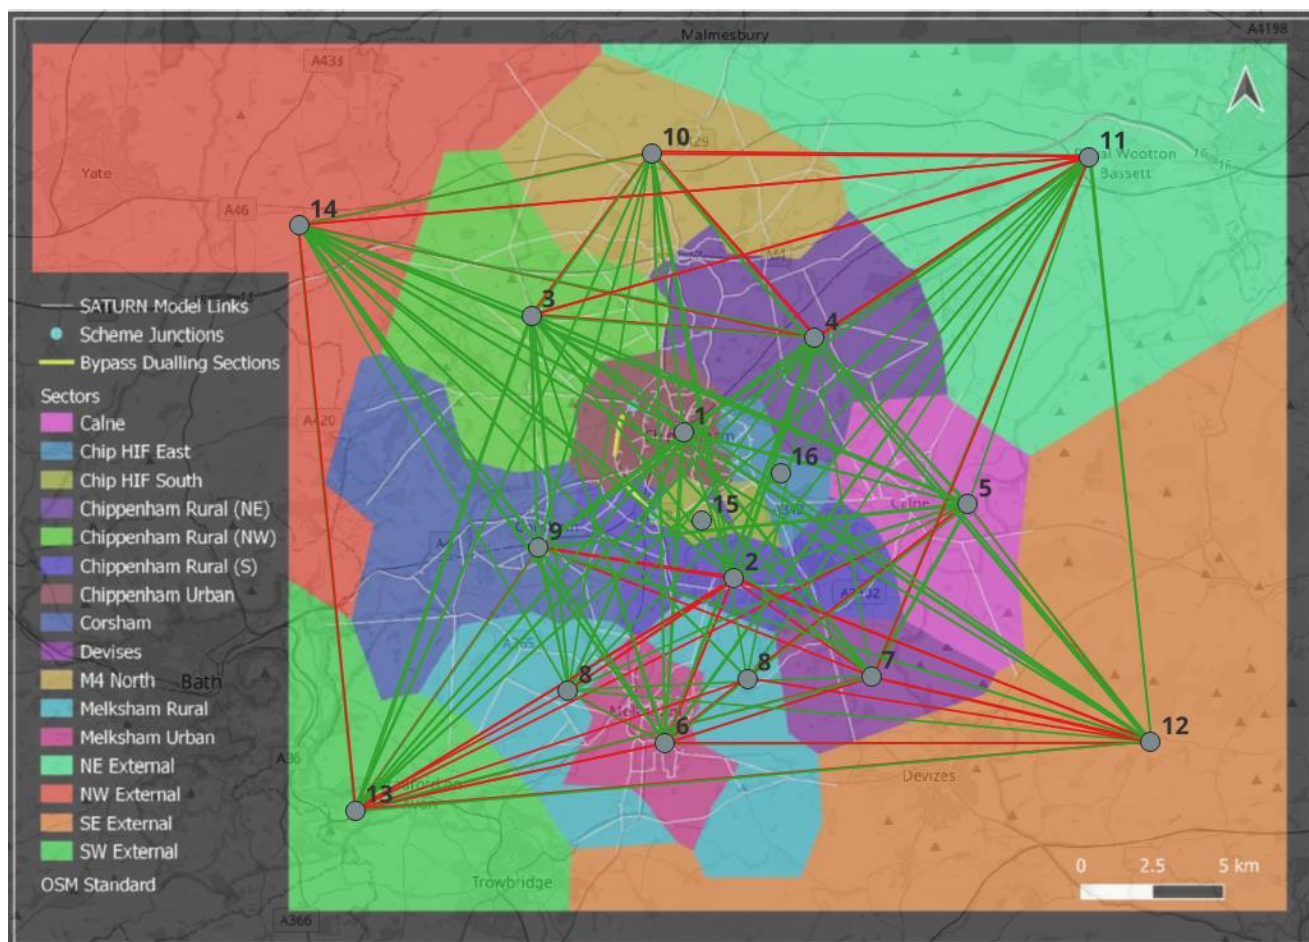 Malmesbury
A4198
A433
10
11
Wootton
Bassett
16
16
Yate
A46
14
SATURN Model Links
3
4
Scheme Junctions
Bypass Dualling Sections
Sectors
Calne
A420
1
Chip HIF East
16
Chip HIF South
5
Chippenham Rural (NE)
15
Calne
Chippenham Rural (NW)
9
Chippenham Rural (S)
2
Chippenham Urban
Corsham
A365
Devises
7
M4 North
Bath
8
8
Melksham Rural
6
12
Melksham Urban
A36
NE External
Devizes
NW External
13
SE External
SW External
0 2.5 5 km
OSM Standard
Trowbridge
A366